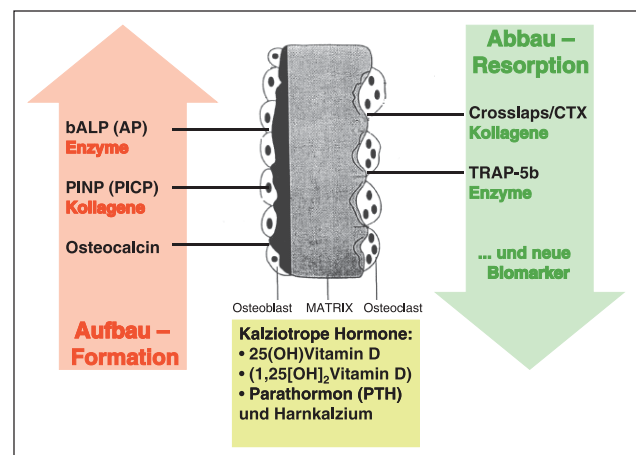 Abbau –
Resorption
bALP (AP)
Enzyme
PINP (PICP)
Kollagene
Osteocalcin
Aufbau –
Formation
Crosslaps/CTX
Kollagene
TRAP-5b
Enzyme
... und neue
Biomarker
Osteoblast MATRIX Osteoclast
Kalziotrope Hormone:
• 25(OH)Vitamin D
• (1,25[OH]₂Vitamin D)
• Parathormon (PTH)
und Harnkalzium